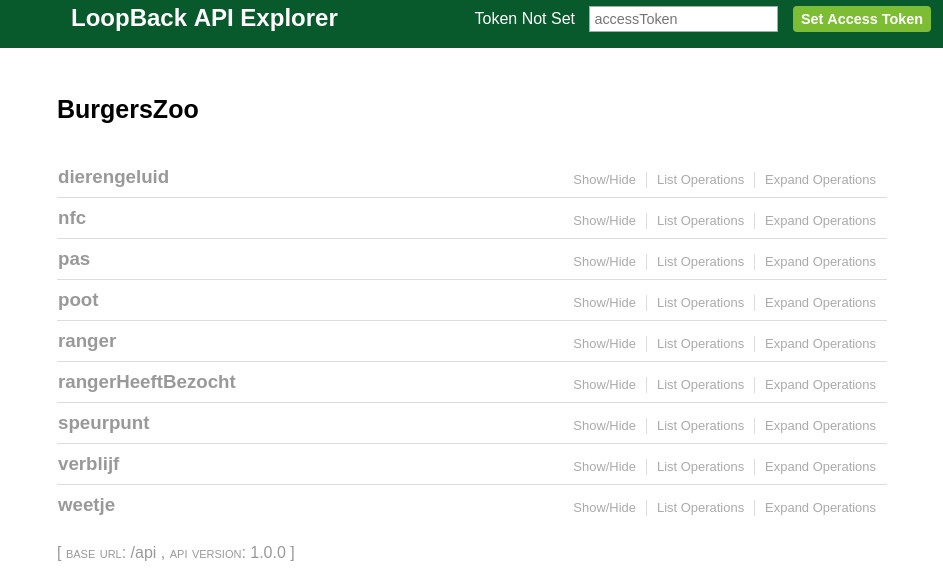 LoopBack API Explorer Token Not Set accessToken Set Access Token
BurgersZoo
dierengeluid Show/Hide List Operations Expand Operations
nfc Show/Hide List Operations Expand Operations
pas Show/Hide List Operations Expand Operations
poot Show/Hide List Operations Expand Operations
ranger Show/Hide List Operations Expand Operations
rangerHeeftBezocht Show/Hide List Operations Expand Operations
speurpunt Show/Hide List Operations Expand Operations
verblijf Show/Hide List Operations Expand Operations
weetje Show/Hide List Operations Expand Operations
[ BASE URL: /api , API VERSION: 1.0.0 ]